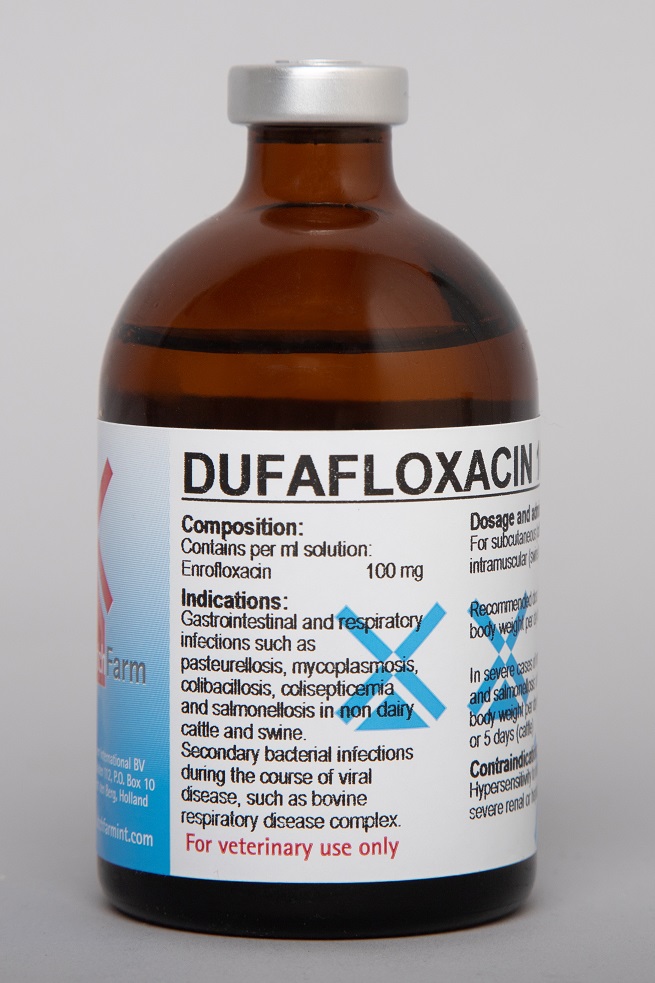 DUFAFLOXACIN
Composition:
Contains per ml solution:
Enrofloxacin 100 mg
Indications:
Gastrointestinal and respiratory
infections such as
pasteurellosis, mycoplasmosis,
colibacillosis, colisepticemia
and salmonellosis in non dairy
cattle and swine.
Secondary bacterial infections
during the course of viral
disease, such as bovine
respiratory disease complex.
For veterinary use only
Dosage and
For subcutaneous
intramuscular
Recommended
body weight per
In severe cases
and
body weight per
or 5 days (cattle)
Hypersensitivity
severe renal or
Farm
International BV
P.O. Box 10
Berg, Holland